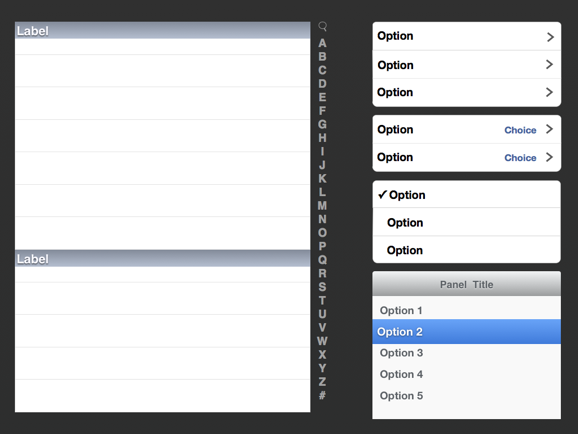 Label
Label
A
B
C
D
E
F
G
H
I
J
K
L
M
N
O
P
Q
R
S
T
U
V
W
X
Y
Z
#
Option
Option
Option
Option Choice
Option Choice
✓ Option
Option
Option
Panel Title
Option 1
Option 2
Option 3
Option 4
Option 5